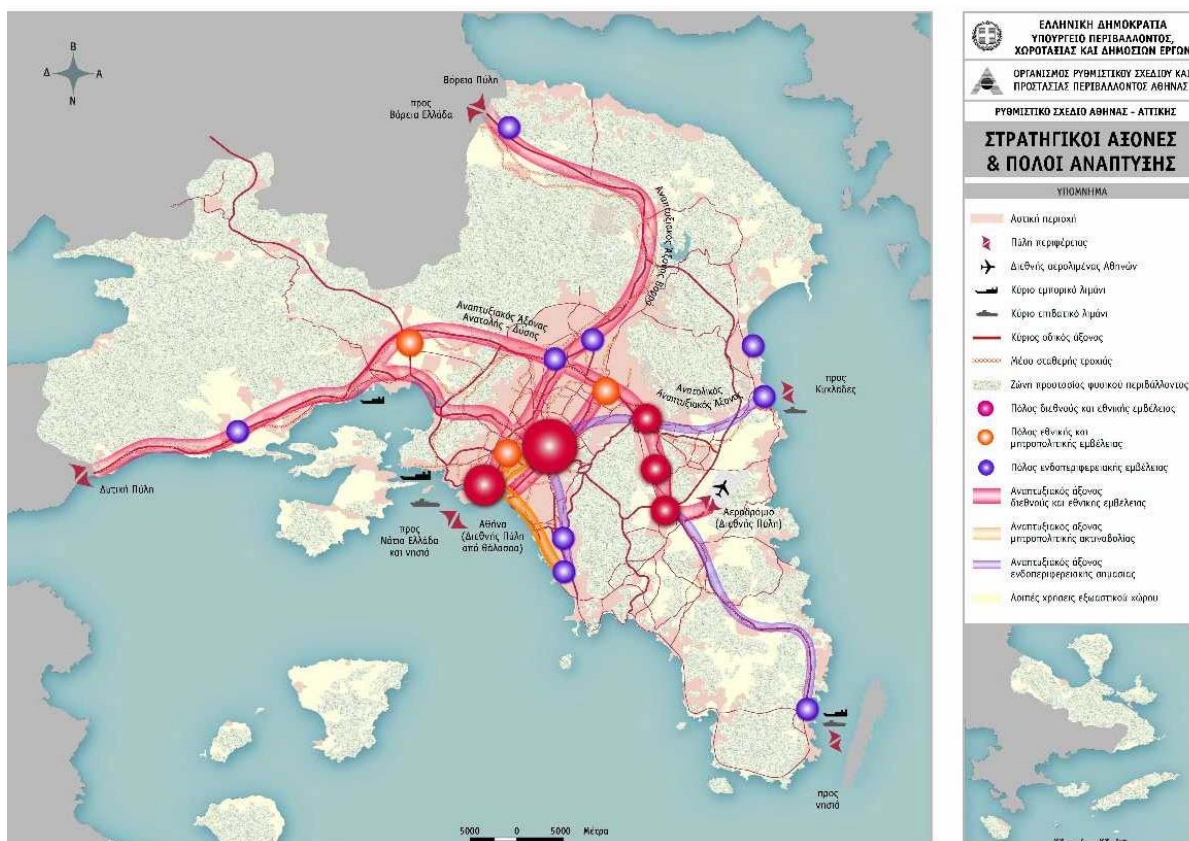 Β
Δ
Α
Ν
Βόρεια Πύλη
προς
Βόρεια Ελλάδα
Αναπτυξιακός Άξονας Βορρά
Αναπτυξιακός Άξονας
Ανατολής - Δύσης
Ανατολικός
Αναπτυξιακός Άξονας
προς
Κυκλάδες
Δυτική Πύλη
προς
Νότια Ελλάδα
και νησιά
Αθήνα
(Διεθνής Πύλη
από θάλασσα)
Αεροδρόμιο
(Διεθνής Πύλη)
προς
νησιά
5000 0 5000 Μέτρα
ΕΛΛΗΝΙΚΗ ΔΗΜΟΚΡΑΤΙΑ
ΥΠΟΥΡΓΕΙΟ ΠΕΡΙΒΑΛΛΟΝΤΟΣ,
ΧΩΡΟΤΑΞΙΑΣ ΚΑΙ ΔΗΜΟΣΙΩΝ ΕΡΓΩΝ
ΟΡΓΑΝΙΣΜΟΣ ΡΥΘΜΙΣΤΙΚΟΥ ΣΧΕΔΙΟΥ ΚΑΙ
ΠΡΟΣΤΑΣΙΑΣ ΠΕΡΙΒΑΛΛΟΝΤΟΣ ΑΘΗΝΑΣ
ΡΥΘΜΙΣΤΙΚΟ ΣΧΕΔΙΟ ΑΘΗΝΑΣ - ΑΤΤΙΚΗΣ
ΣΤΡΑΤΗΓΙΚΟΙ ΑΞΟΝΕΣ
& ΠΟΛΟΙ ΑΝΑΠΤΥΞΗΣ
ΥΠΟΜΝΗΜΑ
Αστική περιοχή
Πύλη περιφέρειας
Διεθνής αερολιμένας Αθηνών
Κύριο εμπορικό λιμάνι
Κύριο επιβατικό λιμάνι
Κύριος οδικός άξονας
Μέσο σταθερής τροχιάς
Ζώνη προστασίας φυσικού περιβάλλοντος
Πόλος διεθνούς και εθνικής εμβέλειας
Πόλος εθνικής και
μητροπολιτικής εμβέλειας
Πόλος ενδοπεριφερειακής εμβέλειας
Αναπτυξιακός άξονας
διεθνούς και εθνικής εμβέλειας
Αναπτυξιακός άξονας
μητροπολιτικής ακτινοβολίας
Αναπτυξιακός άξονας
ενδοπεριφερειακής σημασίας
Λοιπές χρήσεις εξωαστικού χώρου